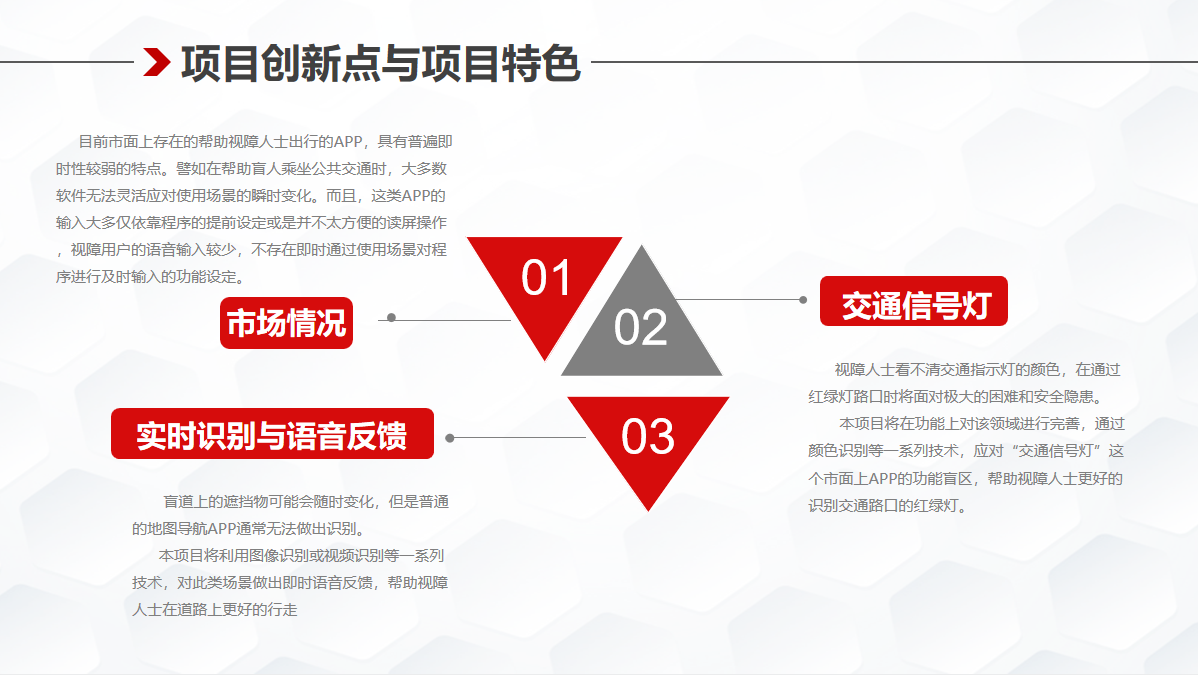 项目创新点与项目特色
目前市面上存在的帮助视障人士出行的APP，具有普遍即
时性较弱的特点。譬如在帮助盲人乘坐公共交通时，大多数
软件无法灵活应对使用场景的瞬时变化。而且，这类APP的
输入大多仅依靠程序的提前设定或是并不太方便的读屏操作
，视障用户的语音输入较少，不存在即时通过使用场景对程
序进行及时输入的功能设定。
市场情况
01
02
交通信号灯
视障人士看不清交通指示灯的颜色，在通过
红绿灯路口时将面对极大的困难和安全隐患。
本项目将在功能上对该领域进行完善，通过
颜色识别等一系列技术，应对“交通信号灯”这
个市面上APP的功能盲区，帮助视障人士更好的
识别交通路口的红绿灯。
实时识别与语音反馈
03
盲道上的遮挡物可能会随时变化，但是普通
的地图导航APP通常无法做出识别。
本项目将利用图像识别或视频识别等一系列
技术，对此类场景做出即时语音反馈，帮助视障
人士在道路上更好的行走